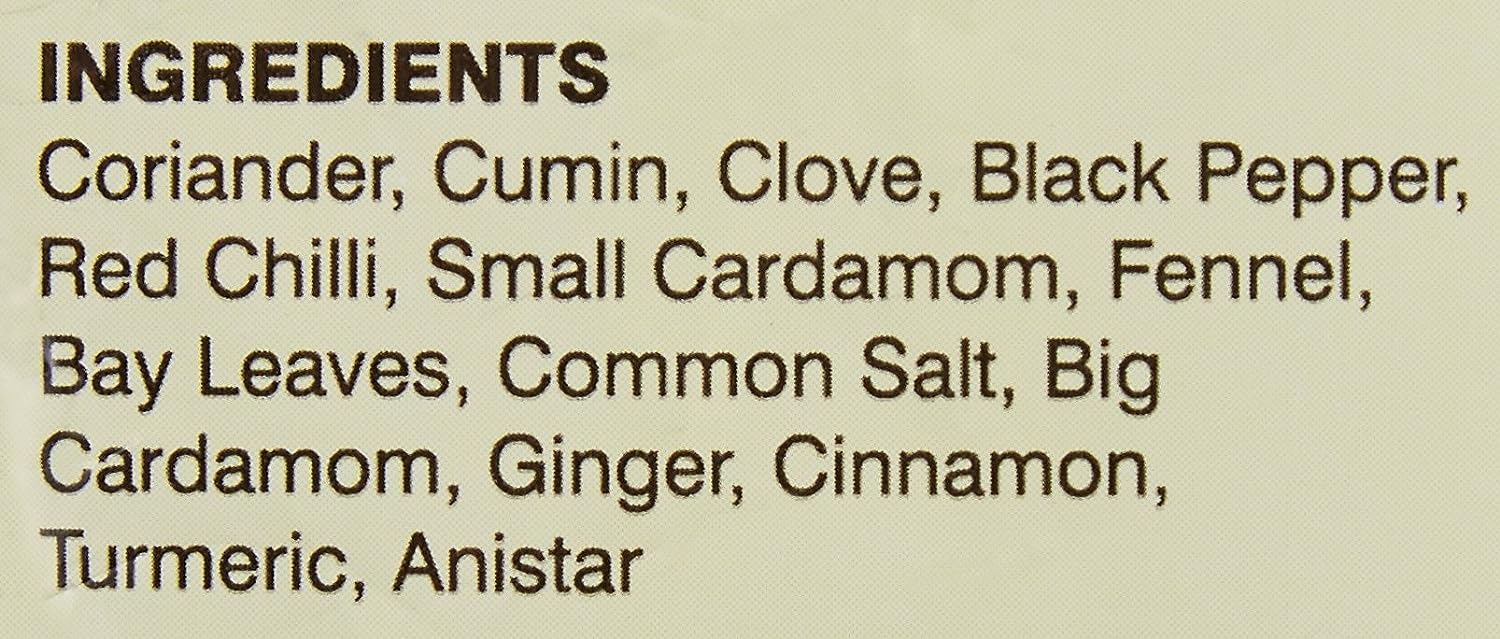 INGREDIENTS
Coriander, Cumin, Clove, Black Pepper,
Red Chilli, Small Cardamom, Fennel,
Bay Leaves, Common Salt, Big
Cardamom, Ginger, Cinnamon,
Turmeric, Anistar